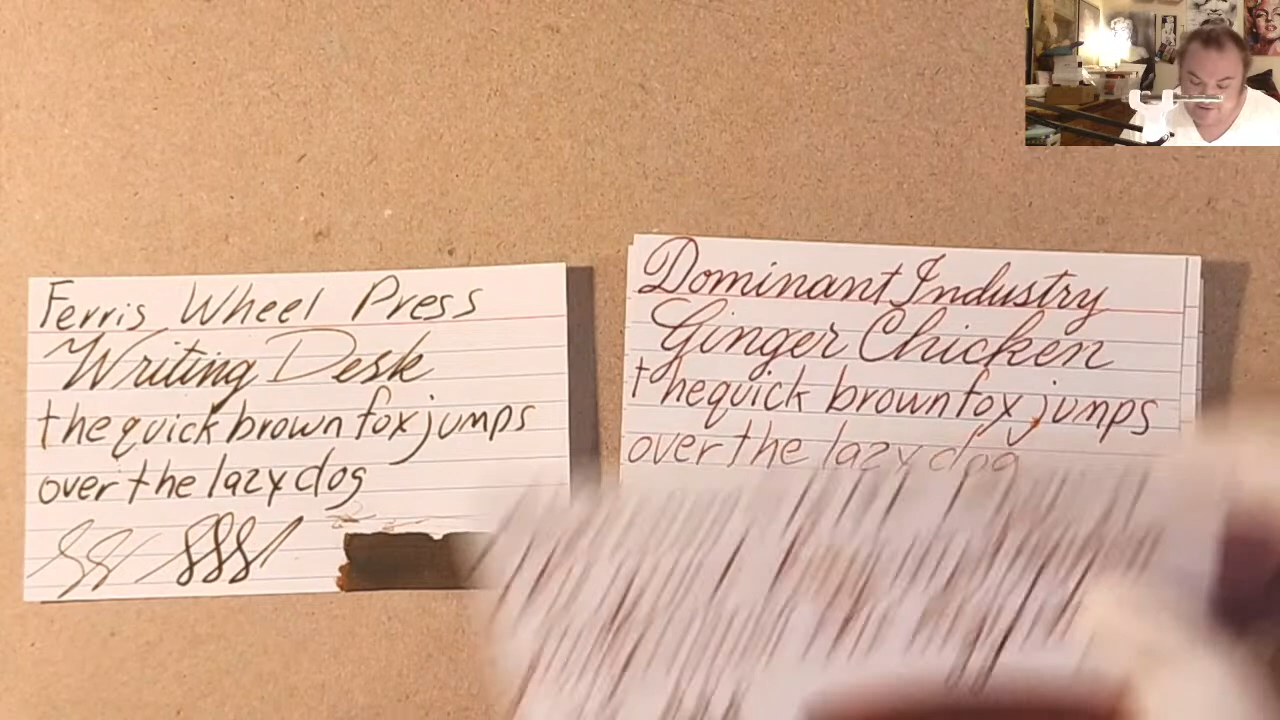 Ferris Wheel Press
Writing Desk
the quick brown fox jumps
over the lazy dog
Dominant Industry
Ginger Chicken
the quick brown fox jumps
over the lazy dog